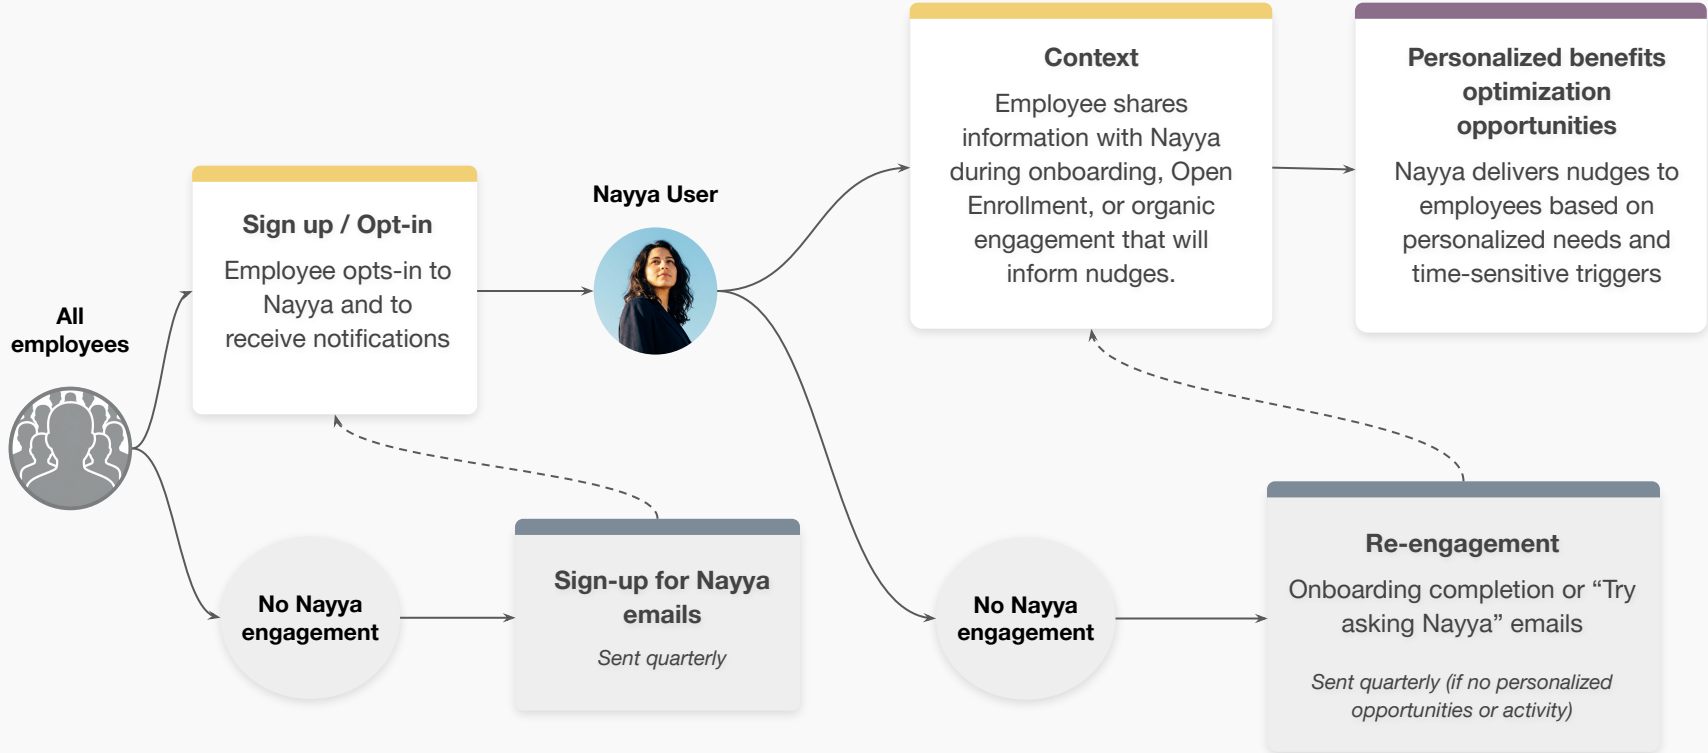 All
employees
Sign up / Opt-in
Employee opts-in to
Nayya and to
receive notifications
Nayya User
Context
Employee shares
information with Nayya
during onboarding, Open
Enrollment, or organic
engagement that will
inform nudges.
Personalized benefits
optimization
opportunities
Nayya delivers nudges to
employees based on
personalized needs and
time-sensitive triggers
No Nayya
engagement
Sign-up for Nayya
emails
Sent quarterly
No Nayya
engagement
Re-engagement
Onboarding completion or “Try
asking Nayya” emails
Sent quarterly (if no personalized
opportunities or activity)